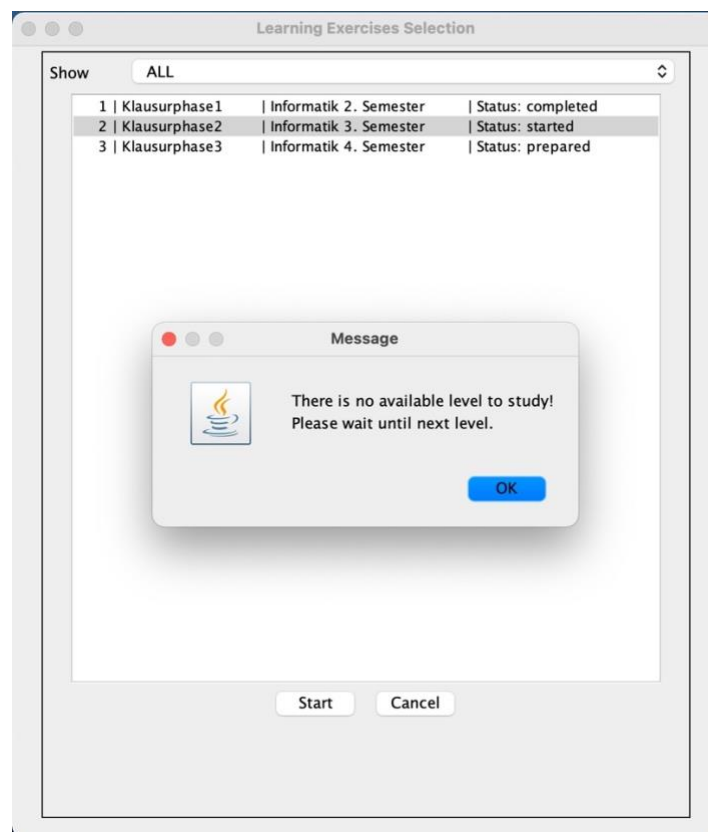 Learning Exercises Selection
Show ALL
1 | Klausurphase1 | Informatik 2. Semester | Status: completed
2 | Klausurphase2 | Informatik 3. Semester | Status: started
3 | Klausurphase3 | Informatik 4. Semester | Status: prepared
Message
There is no available level to study!
Please wait until next level.
OK
Start Cancel